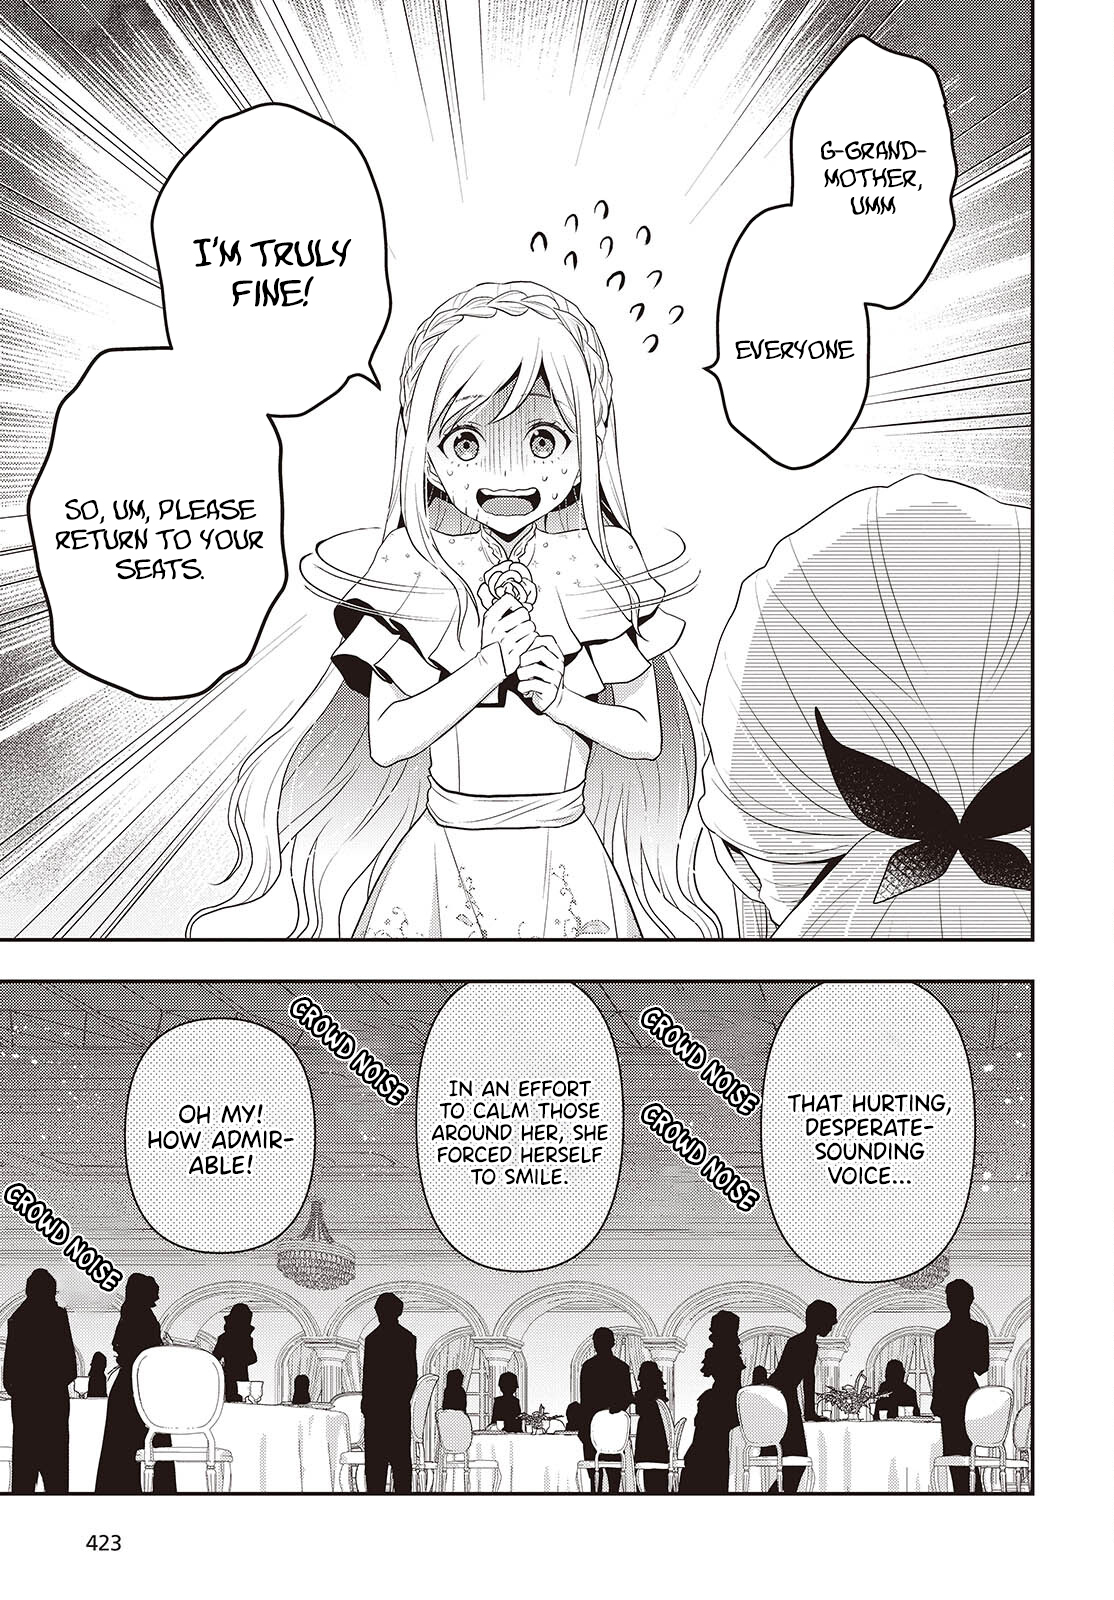 G-GRAND-
MOTHER,
UMM
EVERYONE
I'M TRULY
FINE!
SO, UM, PLEASE
RETURN TO YOUR
SEATS.
CROWD NOISE
THAT HURTING,
DESPERATE-
SOUNDING
VOICE...
CROWD NOISE
CROWD NOISE
IN AN EFFORT
TO CALM THOSE
AROUND HER, SHE
FORCED HERSELF
TO SMILE.
OH MY!
HOW ADMIR-
ABLE!
CROWD NOISE
423